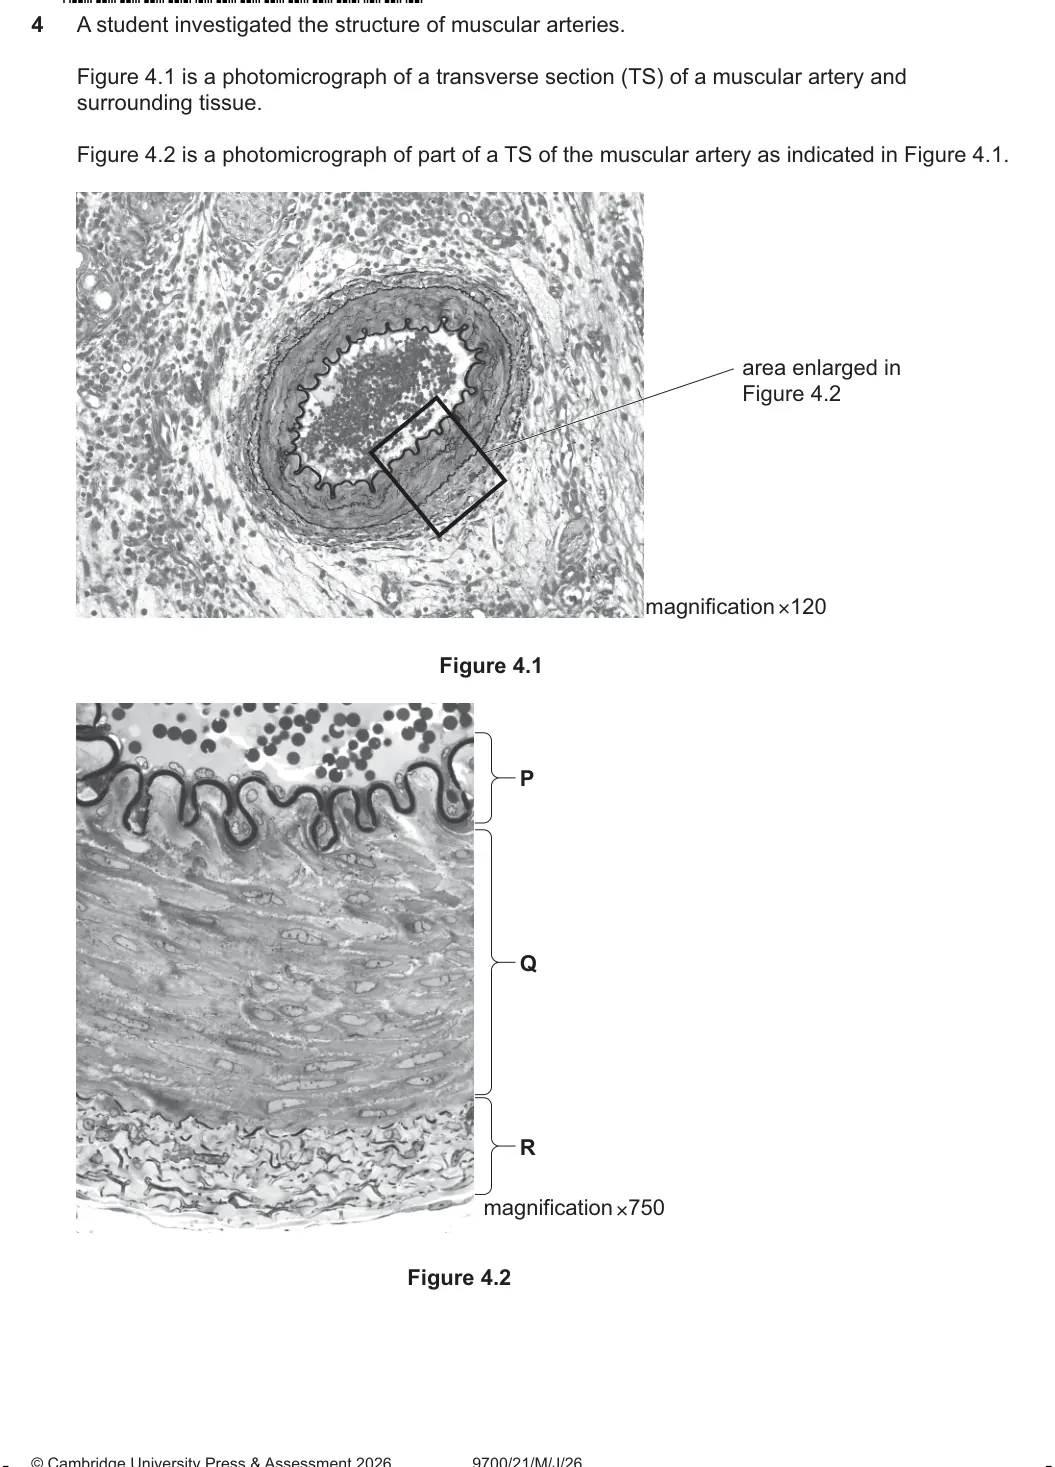 4 A student investigated the structure of muscular arteries.
Figure 4.1 is a photomicrograph of a transverse section (TS) of a muscular artery and
surrounding tissue.
Figure 4.2 is a photomicrograph of part of a TS of the muscular artery as indicated in Figure 4.1.
area enlarged in
Figure 4.2
magnification ×120
Figure 4.1
P
Q
R
magnification ×750
Figure 4.2
© Cambridge University Press & Assessment 2026 9700/21/M/J/26